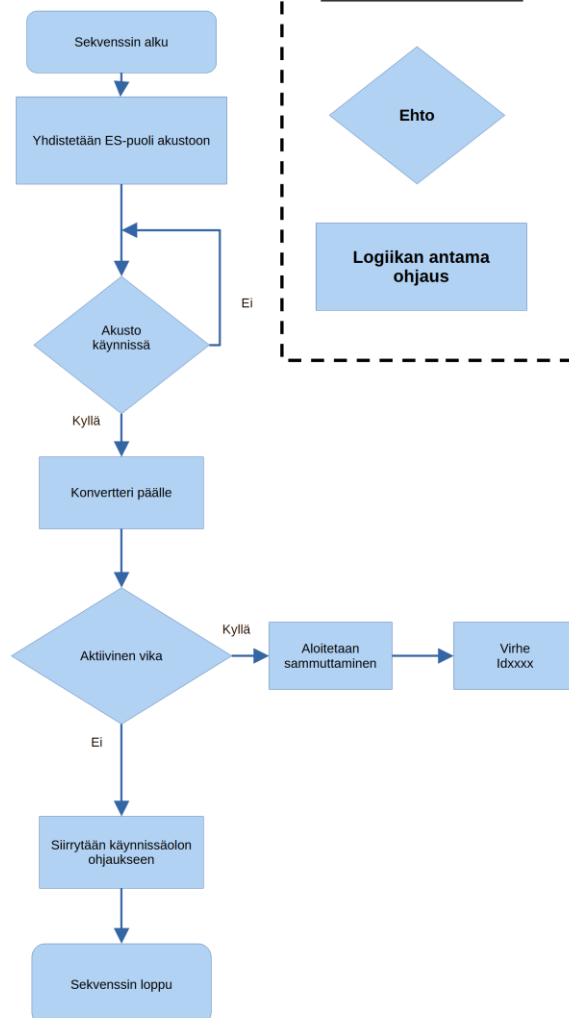 Sekvenssin alku
Yhdistetään ES-puoli akustoon
Ei
Akusto
käynnissä
Kyllä
Konvertteri päälle
Aktiivinen vika
Kyllä
Aloitetaan
sammuttaminen
Virhe
Idxxxx
Ei
Siirrytään käynnissäolon
ohjaukseen
Sekvenssin loppu
Ehto
Logiikan antama
ohjaus